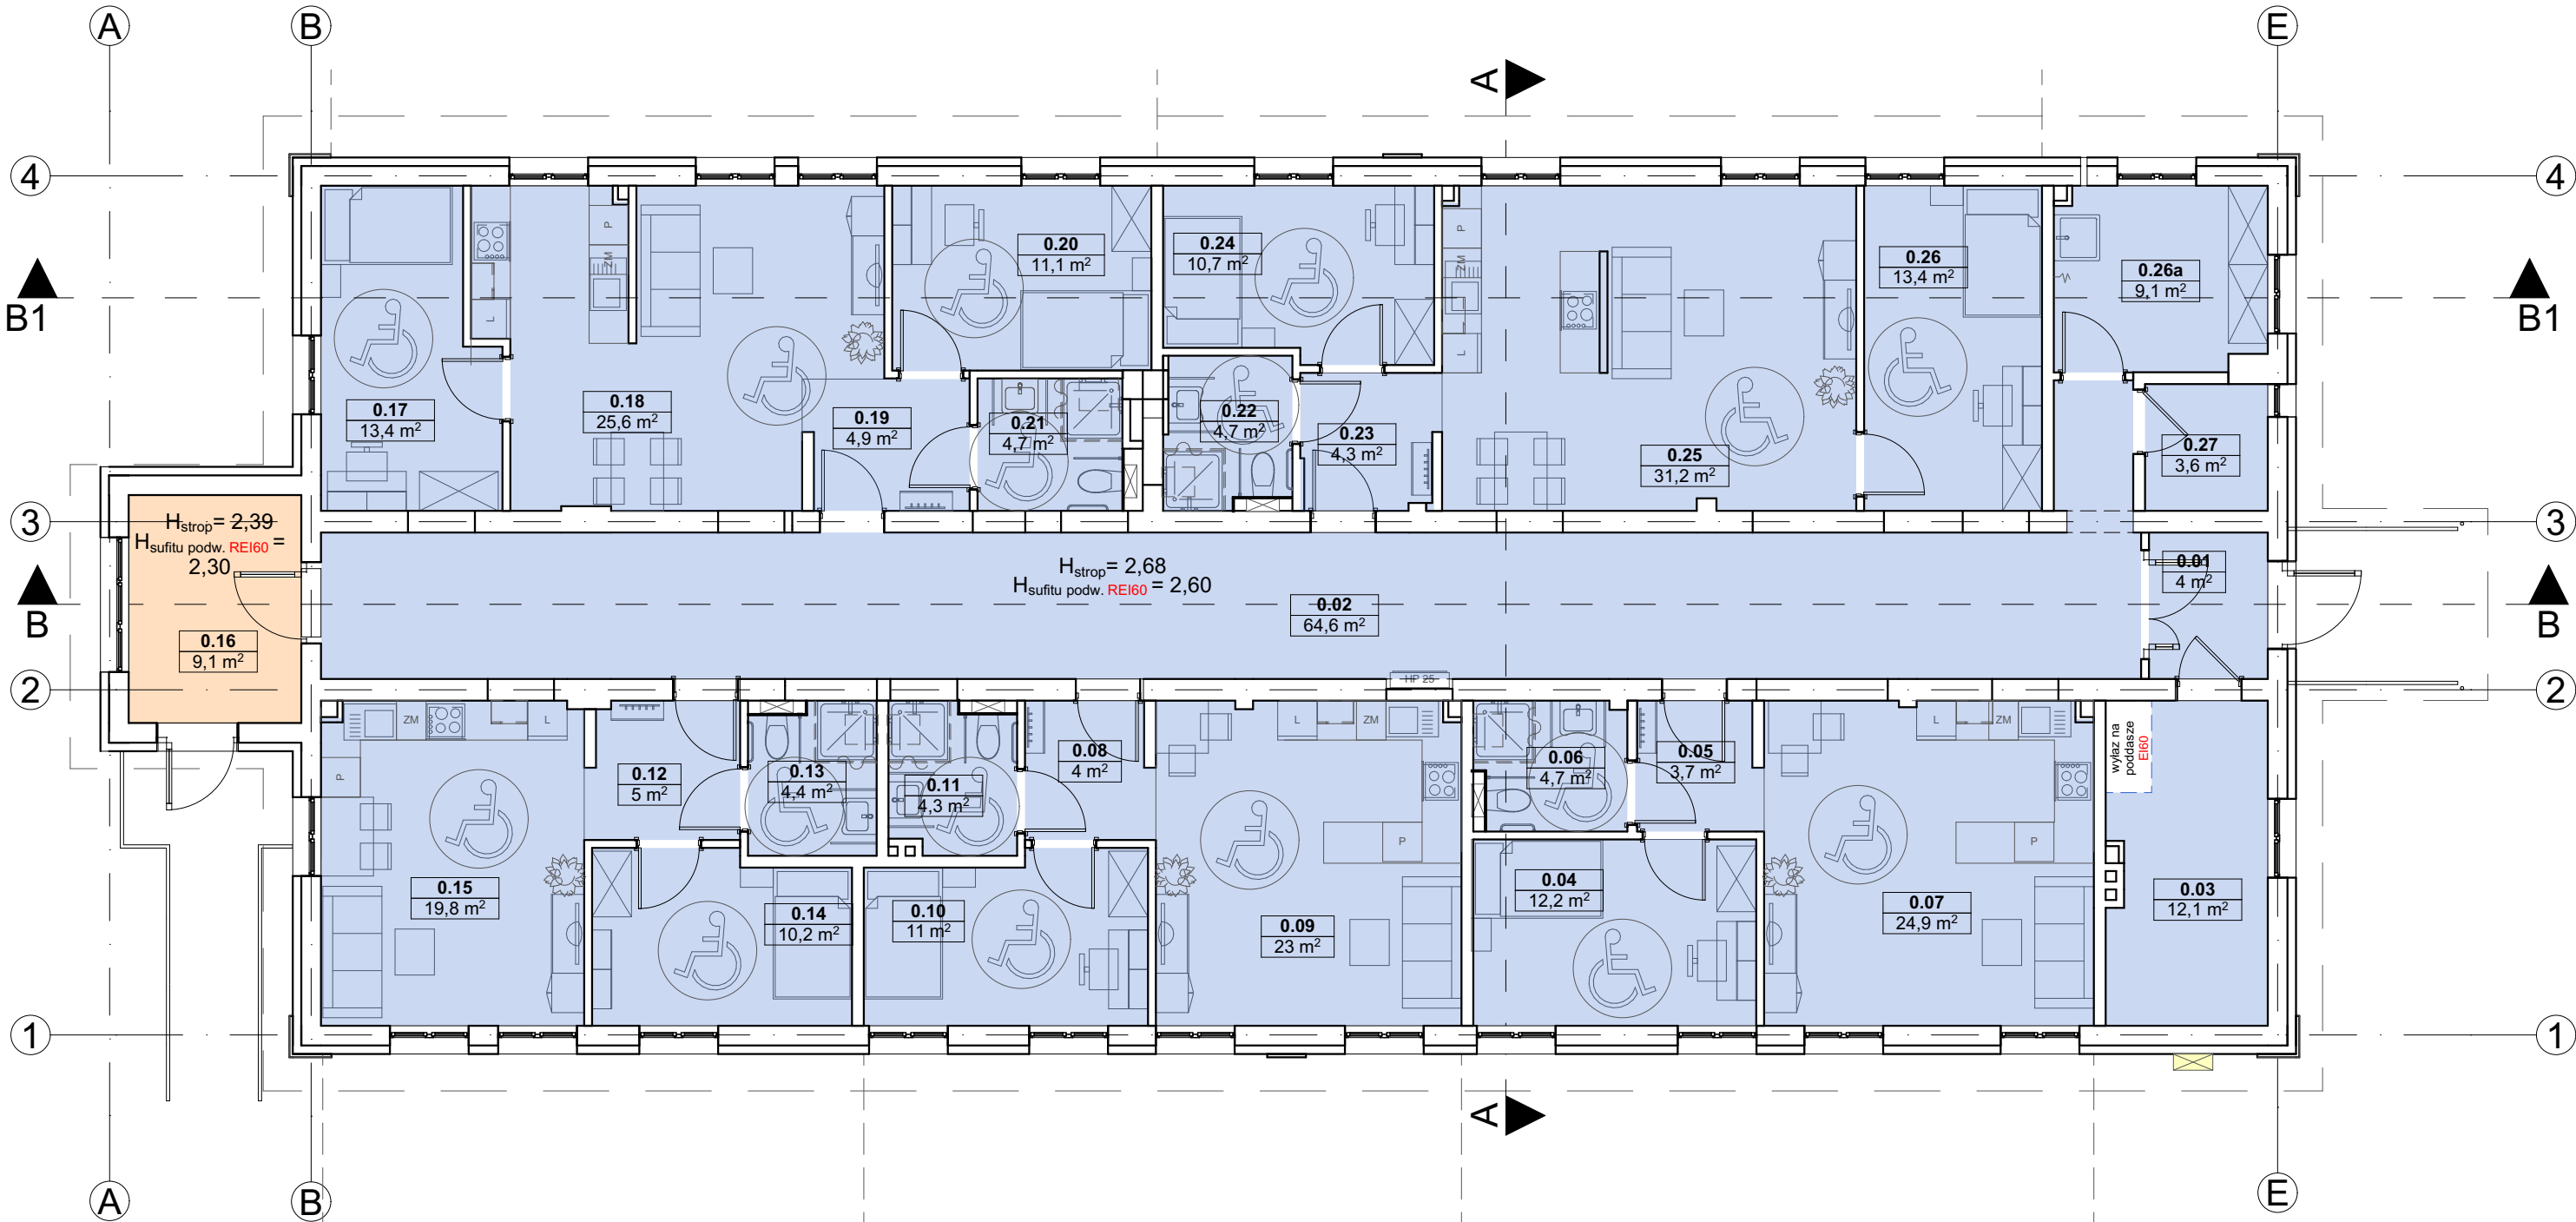 A
B
E
A
4
4
0.20
11,1 m²
0.24
10,7 m²
0.26
13,4 m²
0.26a
9,1 m²
P
ZM
L
P
ZM
L
B1
B1
0.17
13,4 m²
0.18
25,6 m²
0.19
4,9 m²
0.21
4,7 m²
0.22
4,7 m²
0.23
4,3 m²
0.25
31,2 m²
0.27
3,6 m²
3
3
Hstrop= 2,39
Hsufitu podw. REI60 =
2,30
Hstrop= 2,68
Hsufitu podw. REI60 = 2,60
0.01
4 m²
B
B
0.02
64,6 m²
0.16
9,1 m²
2
2
HP 25
ZM
L
P
L
ZM
P
L
ZM
P
wyłaz na
poddasze
EI60
0.12
5 m²
0.13
4,4 m²
0.11
4,3 m²
0.08
4 m²
0.06
4,7 m²
0.05
3,7 m²
0.15
19,8 m²
0.14
10,2 m²
0.10
11 m²
0.09
23 m²
0.04
12,2 m²
0.07
24,9 m²
0.03
12,1 m²
1
1
A
A
B
E